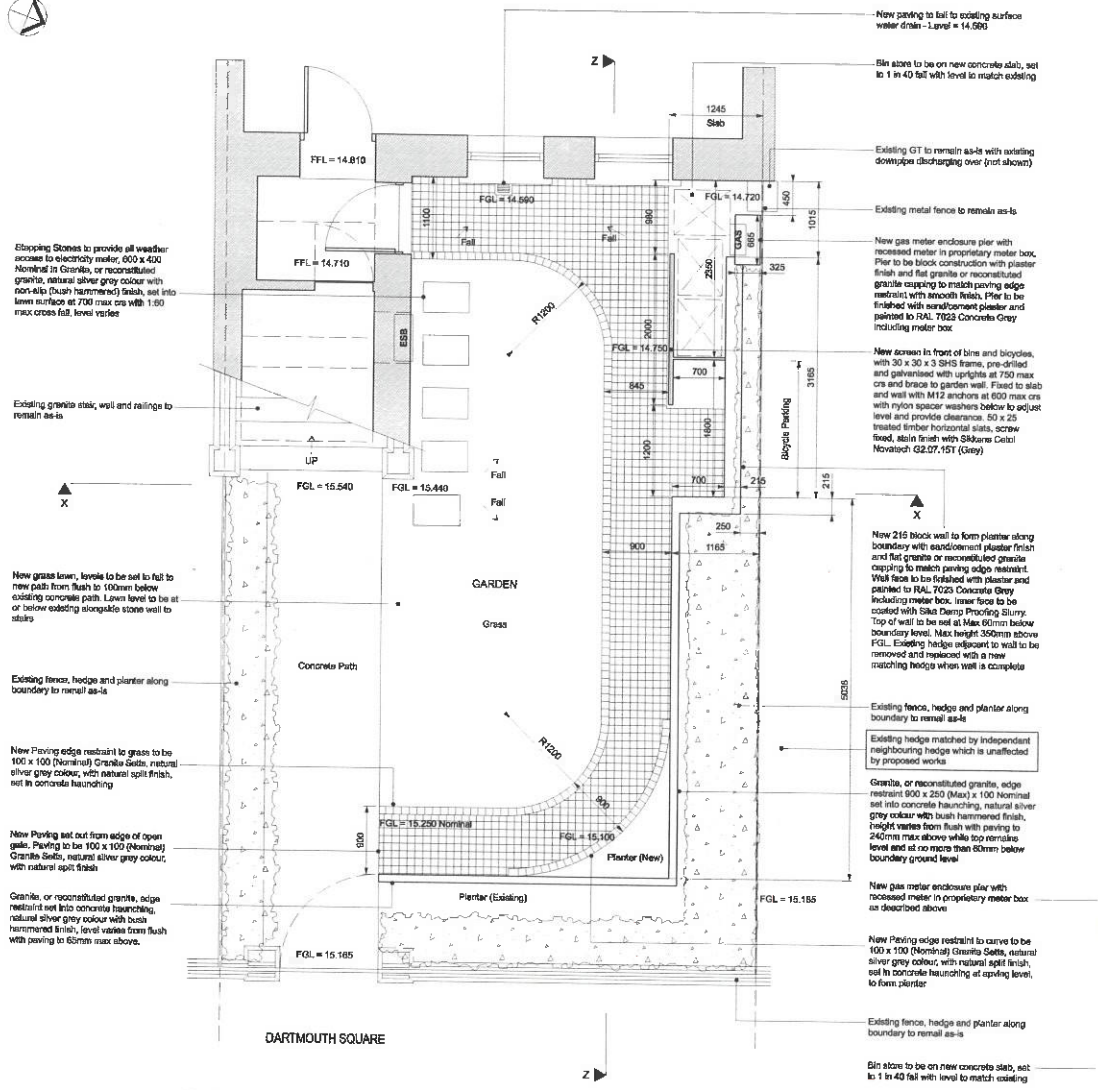 New paving to fall to existing surface
water drain - Level = 14.590
Bin store to be on new concrete slab, set
to 1 in 40 fall with level to match existing
Existing GT to remain as-is with existing
downpipe discharging over (not shown)
Existing metal fence to remain as-is
New gas meter enclosure pier with
recessed meter in proprietary meter box.
Pier to be block construction with plaster
finish and flat granite or reconstituted
granite capping to match paving edge
restraint with smooth finish. Pier to be
finished with sand/cement plaster and
painted to RAL 7023 Concrete Grey
including meter box
New screen in front of bins and bicycles,
with 30 x 30 x 3 SHS frame, pre-drilled
and galvanised with uprights at 750 max
crs and brace to garden wall. Fixed to slab
and wall with M12 anchors at 600 max crs
with nylon spacer washers below to adjust
level and provide clearance. 50 x 25
treated timber horizontal slats, screw
fixed, stain finish with Sikkens Cetol
Novatech G2.07.15T (Grey)
New 215 block wall to form planter along
boundary with sand/cement plaster finish
and flat granite or reconstituted granite
capping to match paving edge restraint.
Wall face to be finished with plaster and
painted to RAL 7023 Concrete Grey
including meter box. Inner face to be
coated with Sika Damp Proofing Slurry.
Top of wall to be set at Max 60mm below
boundary level. Max height 350mm above
FGL. Existing hedge adjacent to wall to be
removed and replaced with a new
matching hedge when wall is complete
Existing fence, hedge and planter along
boundary to remail as-is
Existing hedge matched by independent
neighbouring hedge which is unaffected
by proposed works
Granite, or reconstituted granite, edge
restraint 900 x 250 (Max) x 100 Nominal
set into concrete haunching, natural silver
grey colour with bush hammered finish,
height varies from flush with paving to
240mm max above while top remains
level and at no more than 60mm below
boundary ground level
New gas meter enclosure pier with
recessed meter in proprietary meter box
as described above
New Paving edge restraint to curve to be
100 x 100 (Nominal) Granite Setts, natural
silver grey colour, with natural split finish,
set in concrete haunching at apving level,
to form planter
Existing fence, hedge and planter along
boundary to remail as-is
Bin store to be on new concrete slab, set
to 1 in 40 fall with level to match existing
Stepping Stones to provide all weather
access to electricity meter, 600 x 400
Nominal in Granite, or reconstituted
granite, natural silver grey colour with
non-slip (bush hammered) finish, set into
lawn surface at 700 max crs with 1:60
max cross fall, level varies
Existing granite stair, wall and railings to
remain as-is
New grass lawn, levels to be set to fall to
new path from flush to 100mm below
existing concrete path. Lawn level to be at
or below existing alongside stone wall to
stairs
Existing fence, hedge and planter along
boundary to remail as-is
New Paving edge restraint to grass to be
100 x 100 (Nominal) Granite Setts, natural
silver grey colour, with natural split finish,
set in concrete haunching
New Paving set out from edge of open
gate. Paving to be 100 x 100 (Nominal)
Granite Setts, natural silver grey colour,
with natural split finish
Granite, or reconstituted granite, edge
restraint set into concrete haunching,
natural silver grey colour with bush
hammered finish, level varies from flush
with paving to 65mm max above.
Z
1245
Slab
FFL = 14.810
FGL = 14.590
FGL = 14.720
450
1015
1100
980
Fall
Fall
GAS
665
FFL = 14.710
2350
325
R1200
ESB
2000
FGL = 14.750
845
700
3165
Bicycle Parking
1800
1200
UP
FGL = 15.540
FGL = 15.440
Fall
Fall
700
215
215
X
X
250
900
1165
GARDEN
Grass
Concrete Path
5036
R1200
900
900
FGL = 15.250 Nominal
FGL = 15.100
Planter (New)
Planter (Existing)
FGL = 15.185
FGL = 15.165
DARTMOUTH SQUARE
Z